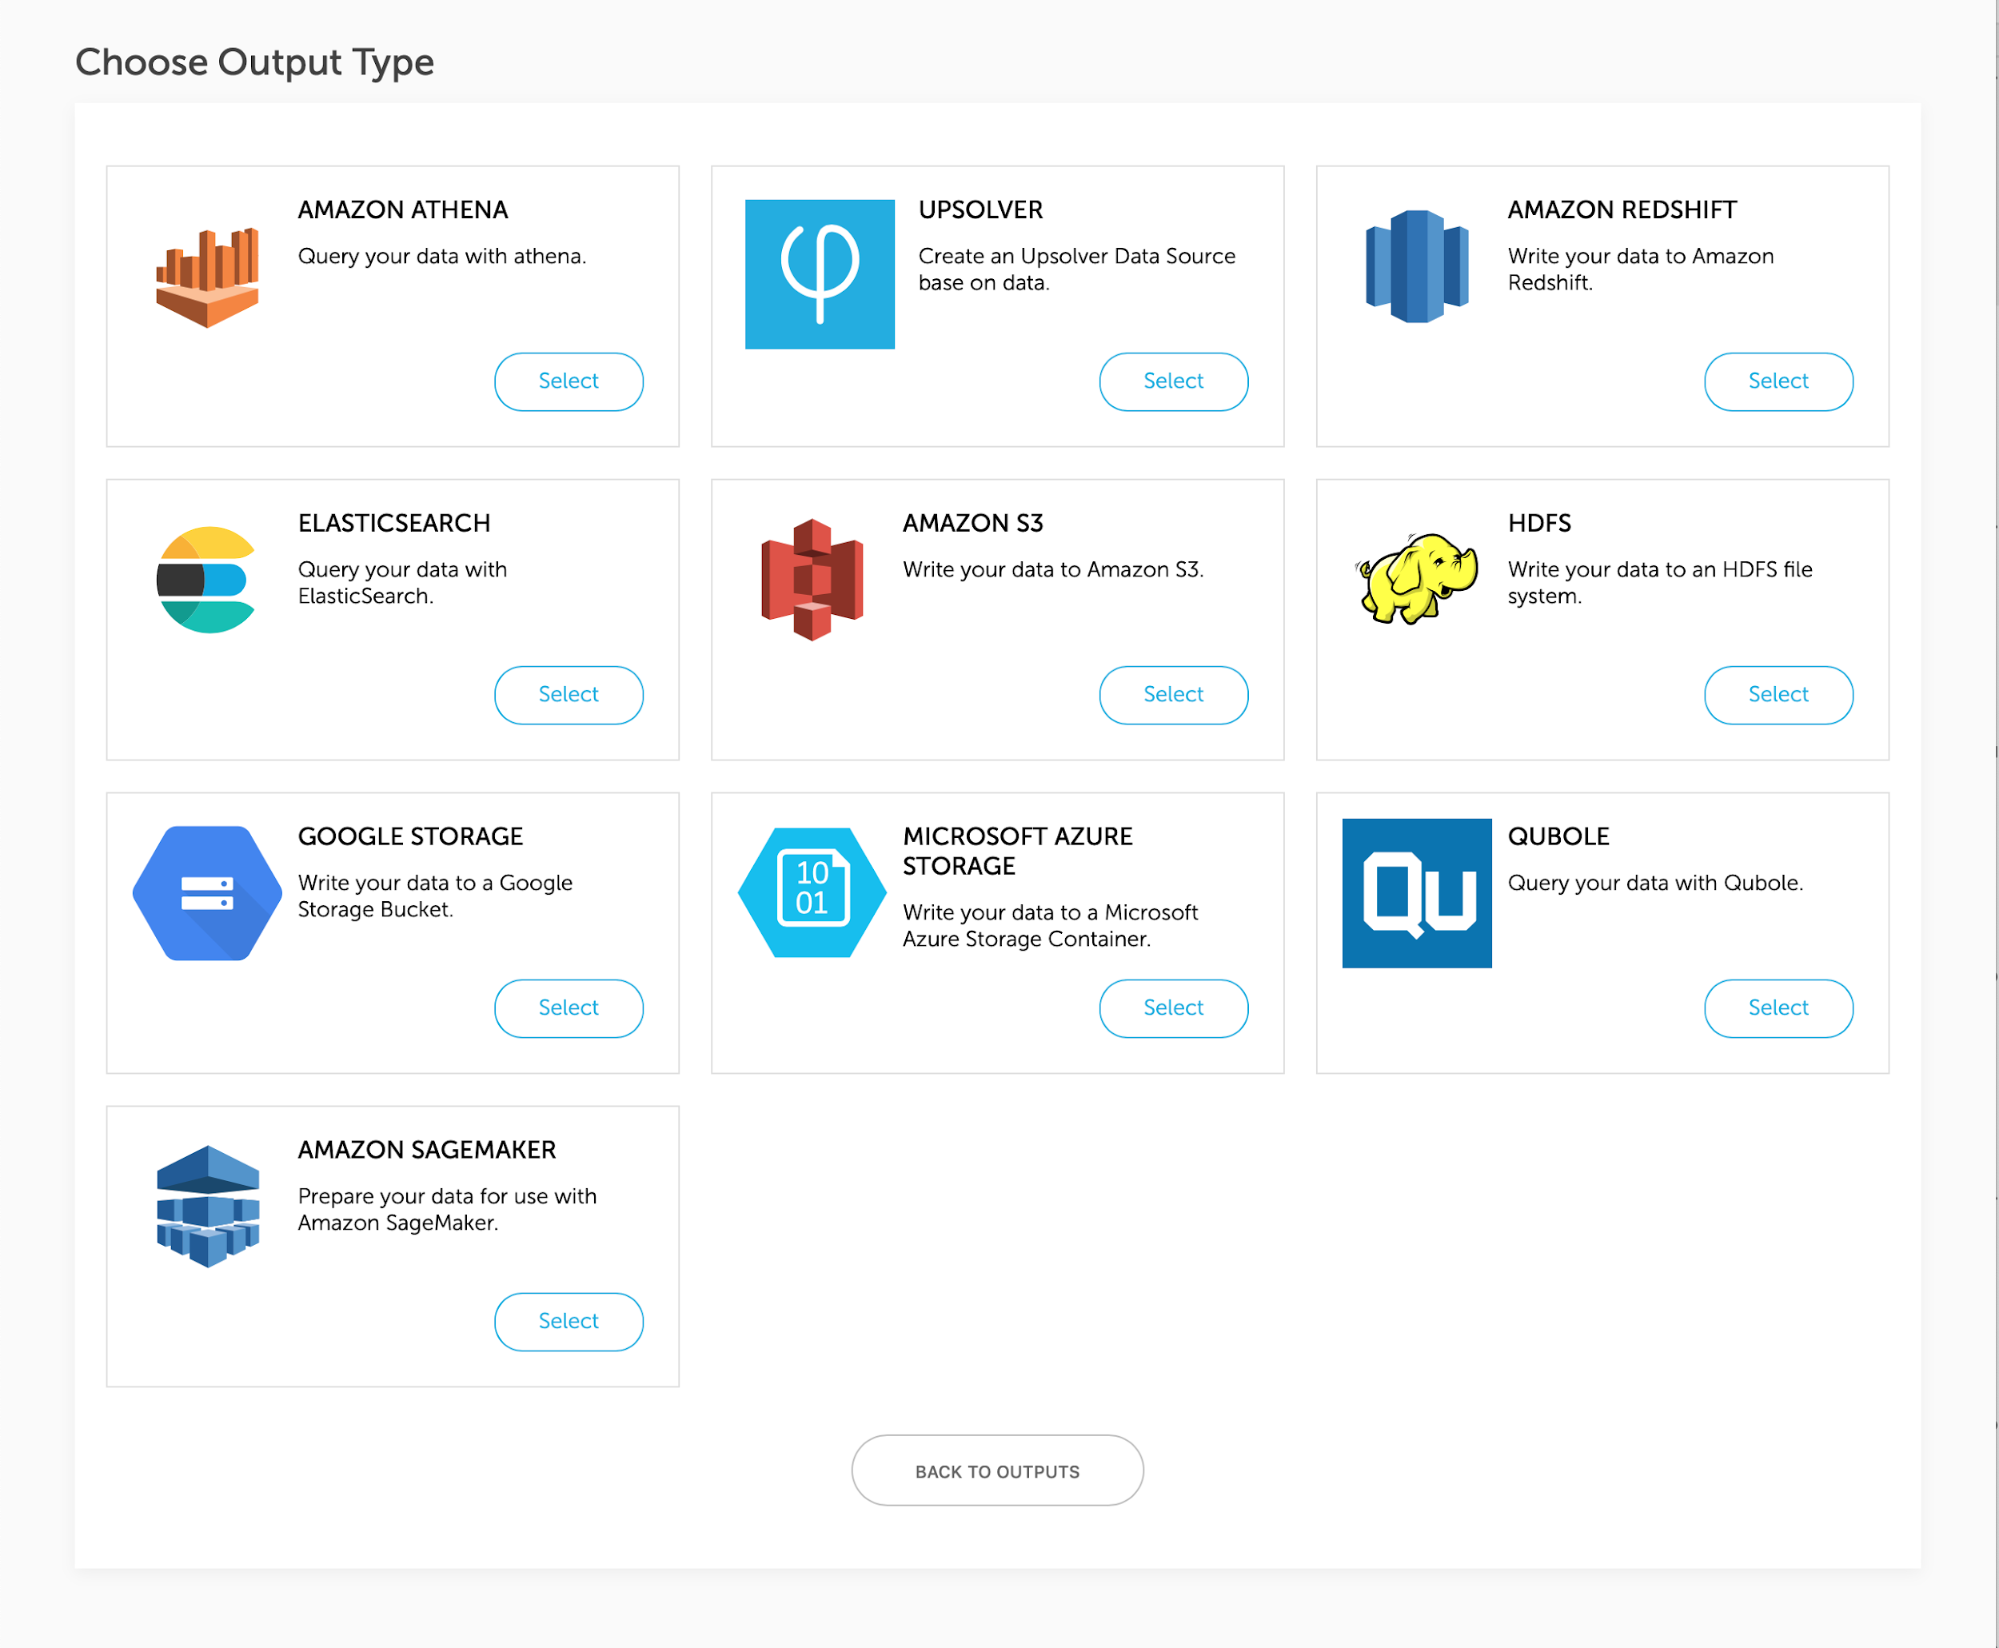 Choose Output Type
AMAZON ATHENA
Query your data with athena.
Select
UPSOLVER
Create an Upsolver Data Source
base on data.
Select
AMAZON REDSHIFT
Write your data to Amazon
Redshift.
Select
ELASTICSEARCH
Query your data with
ElasticSearch.
Select
AMAZON S3
Write your data to Amazon S3.
Select
HDFS
Write your data to an HDFS file
system.
Select
GOOGLE STORAGE
Write your data to a Google
Storage Bucket.
Select
10
01
MICROSOFT AZURE
STORAGE
Write your data to a Microsoft
Azure Storage Container.
Select
Qu
QUBOLE
Query your data with Qubole.
Select
AMAZON SAGEMAKER
Prepare your data for use with
Amazon SageMaker.
Select
BACK TO OUTPUTS